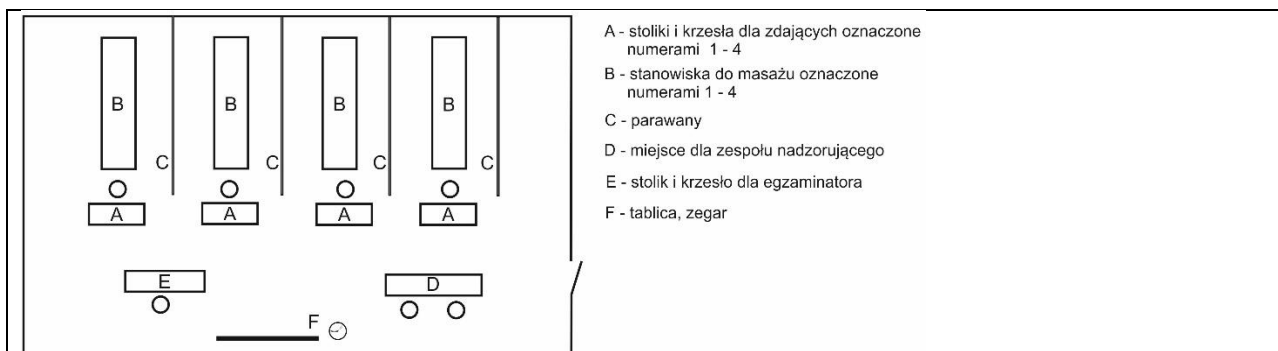 A - stoliki i krzesła dla zdających oznaczone
numerami 1 - 4
B - stanowiska do masażu oznaczone
numerami 1 - 4
C - parawany
D - miejsce dla zespołu nadzorującego
E - stolik i krzesło dla egzaminatora
F - tablica, zegar
B B B B
C C C C
A A A A
E D
F